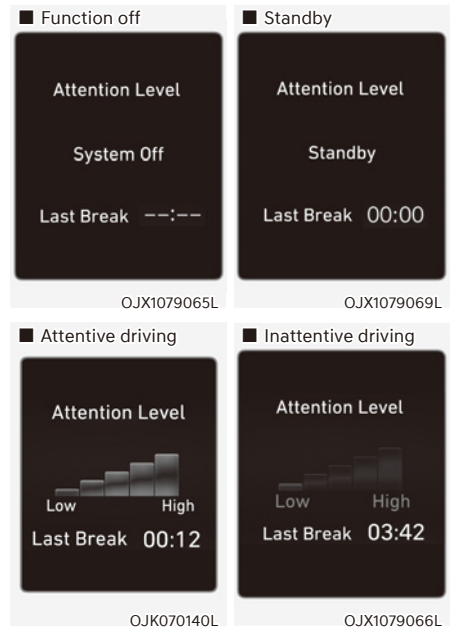 ■ Function off
Attention Level
System Off
Last Break --:--
OJX1079065L
■ Standby
Attention Level
Standby
Last Break 00:00
OJX1079069L
■ Attentive driving
Attention Level
Low High
Last Break 00:12
OJK070140L
■ Inattentive driving
Attention Level
Low High
Last Break 03:42
OJX1079066L